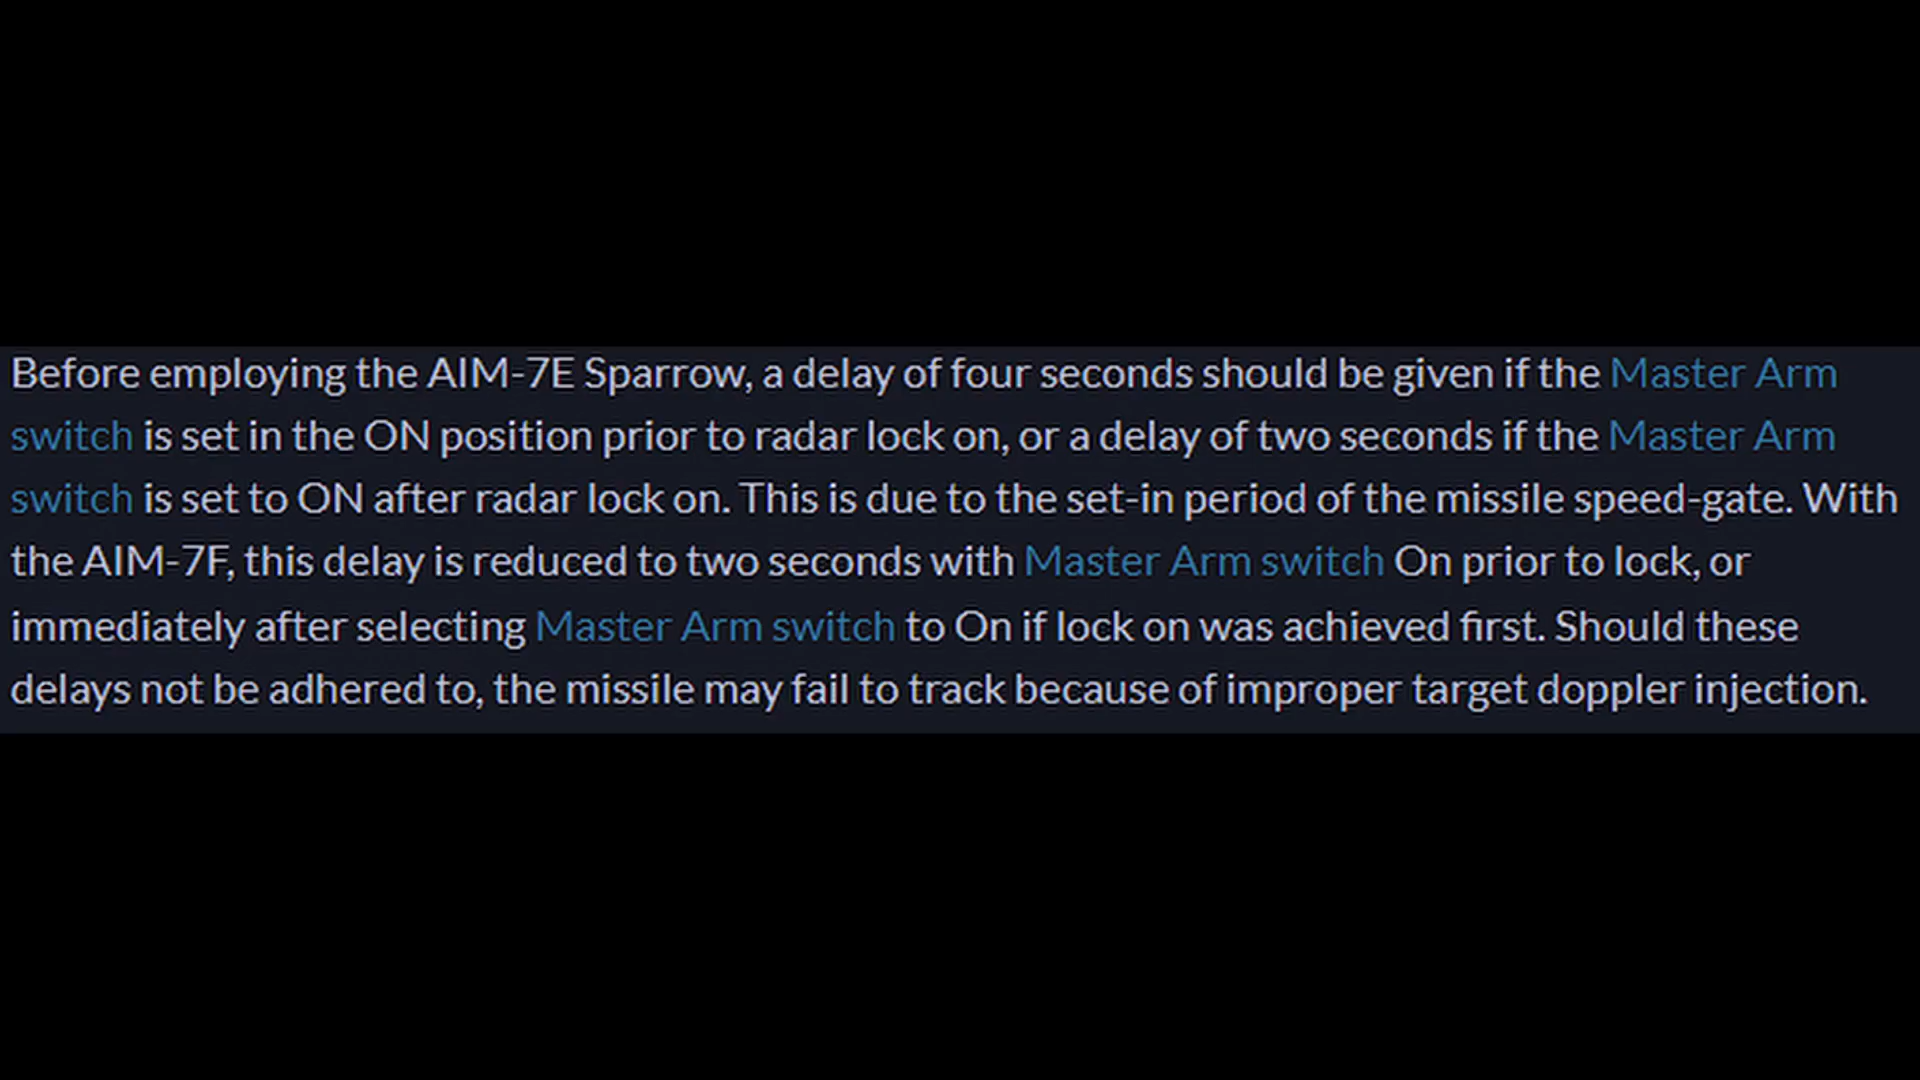 Before employing the AIM-7E Sparrow, a delay of four seconds should be given if the Master Arm
switch is set in the ON position prior to radar lock on, or a delay of two seconds if the Master Arm
switch is set to ON after radar lock on. This is due to the set-in period of the missile speed-gate. With
the AIM-7F, this delay is reduced to two seconds with Master Arm switch On prior to lock, or
immediately after selecting Master Arm switch to On if lock on was achieved first. Should these
delays not be adhered to, the missile may fail to track because of improper target doppler injection.